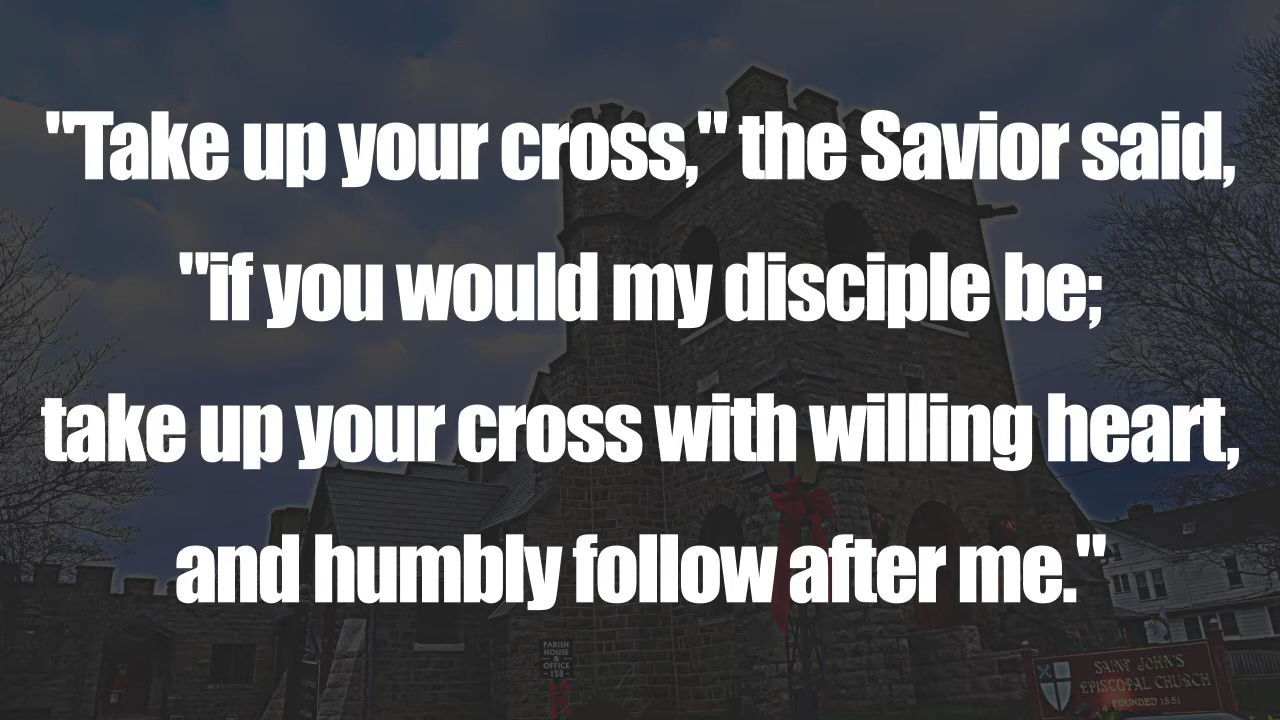 "Take up your cross," the Savior said,
"if you would my disciple be;
take up your cross with willing heart,
and humbly follow after me."
PARISH
HOUSE
&
OFFICE
158
SAINT JOHN'S
EPISCOPAL CHURCH
FOUNDED 1851